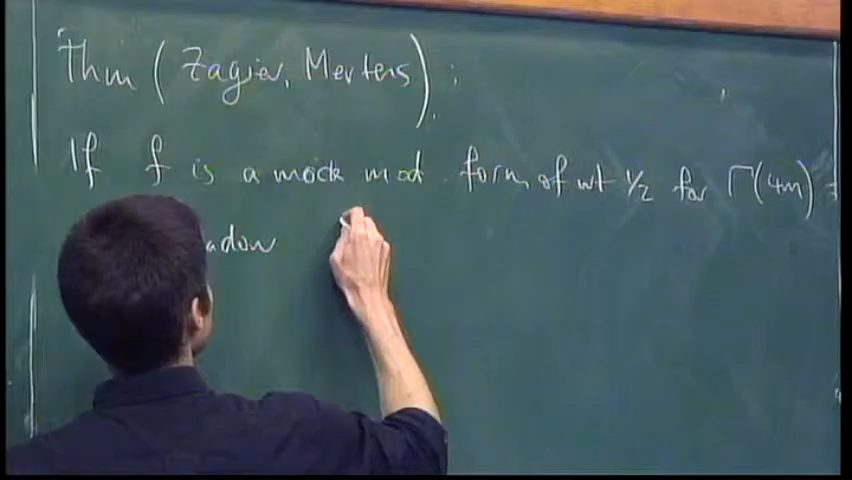 Thm (Zagier, Mertens):
If f is a mock mod. form of wt 1/2 for Γ(4m)
adow